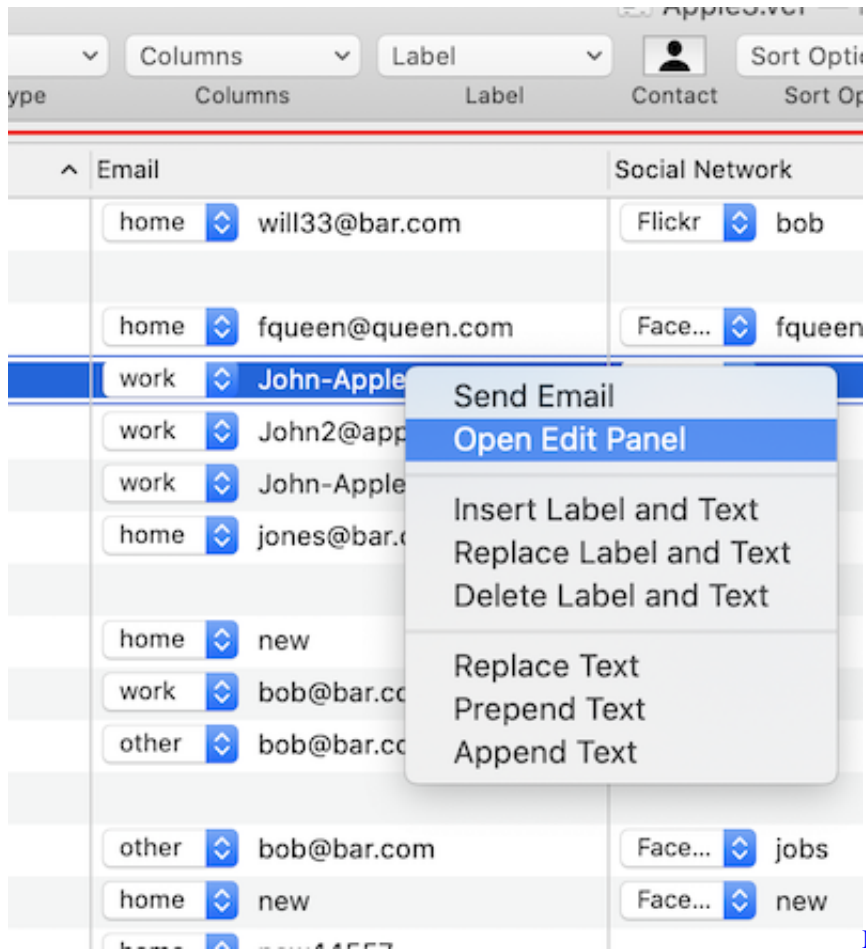 Apple3.vcf —
Columns Label Sort Optio
ype Columns Label Contact Sort Op
Email Social Network
home will33@bar.com Flickr bob
home fqueen@queen.com Face... fqueen
work John-Apple
Send Email
work John2@app
Open Edit Panel
work John-Apple
Insert Label and Text
home jones@bar.c
Replace Label and Text
Delete Label and Text
home new
Replace Text
work bob@bar.co
Prepend Text
other bob@bar.co
Append Text
other bob@bar.com Face... jobs
home new Face... new
home